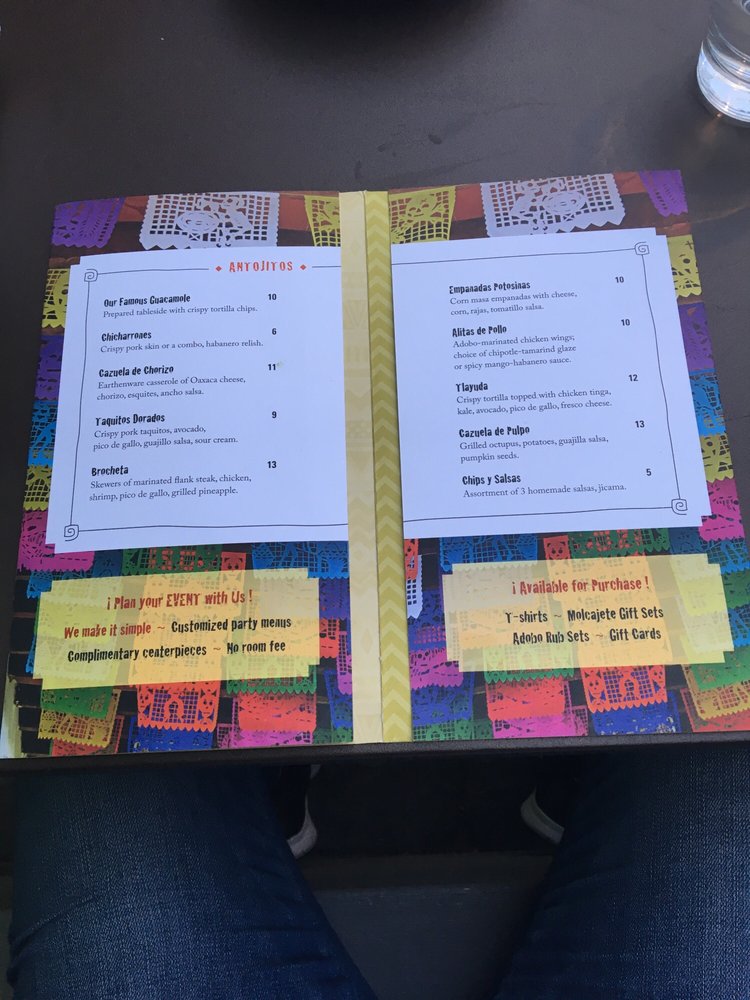 ANTOJITOS
Our Famous Guacamole 10
Prepared tableside with crispy tortilla chips.
Chicharrones 6
Crispy pork skin or a combo, habanero relish.
Cazuela de Chorizo 11
Earthenware casserole of Oaxaca cheese,
chorizo, esquites, ancho salsa.
Taquitos Dorados 9
Crispy pork taquitos, avocado,
pico de gallo, guajillo salsa, sour cream.
Brocheta 13
Skewers of marinated flank steak, chicken,
shrimp, pico de gallo, grilled pineapple.
¡ Plan your EVENT with Us !
We make it simple ~ Customized party menus
Complimentary centerpieces ~ No room fee
Empanadas Potosinas 10
Corn masa empanadas with cheese,
corn, rajas, tomatillo salsa.
Alitas de Pollo 10
Adobo-marinated chicken wings;
choice of chipotle-tamarind glaze
or spicy mango-habanero sauce.
Tlayuda 12
Crispy tortilla topped with chicken tinga,
kale, avocado, pico de gallo, fresco cheese.
Cazuela de Pulpo 13
Grilled octupus, potatoes, guajilla salsa,
pumpkin seeds.
Chips y Salsas 5
Assortment of 3 homemade salsas, jicama.
¡ Available for Purchase !
T-shirts ~ Molcajete Gift Sets
Adobo Rub Sets ~ Gift Cards